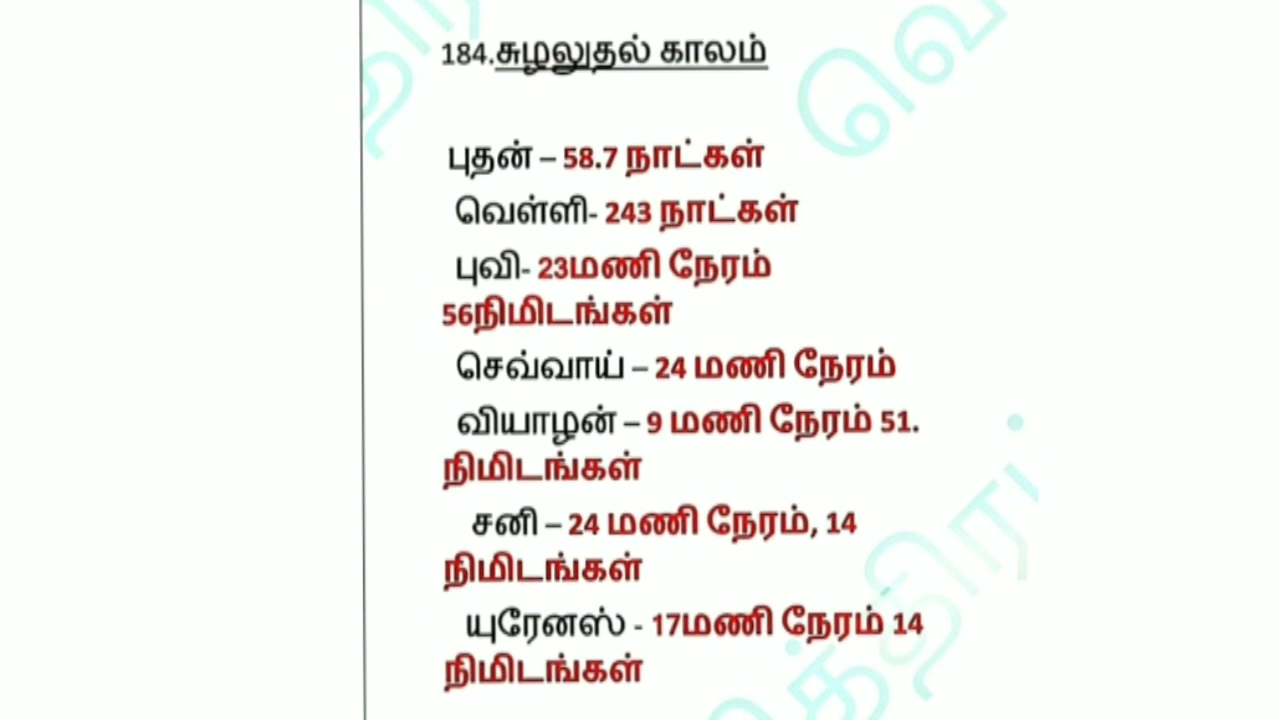 184.சுழலுதல் காலம்
புதன் – 58.7 நாட்கள்
வெள்ளி- 243 நாட்கள்
புவி- 23மணி நேரம்
56நிமிடங்கள்
செவ்வாய் – 24 மணி நேரம்
வியாழன் – 9 மணி நேரம் 51.
நிமிடங்கள்
சனி – 24 மணி நேரம், 14
நிமிடங்கள்
யுரேனஸ் - 17மணி நேரம் 14
நிமிடங்கள்